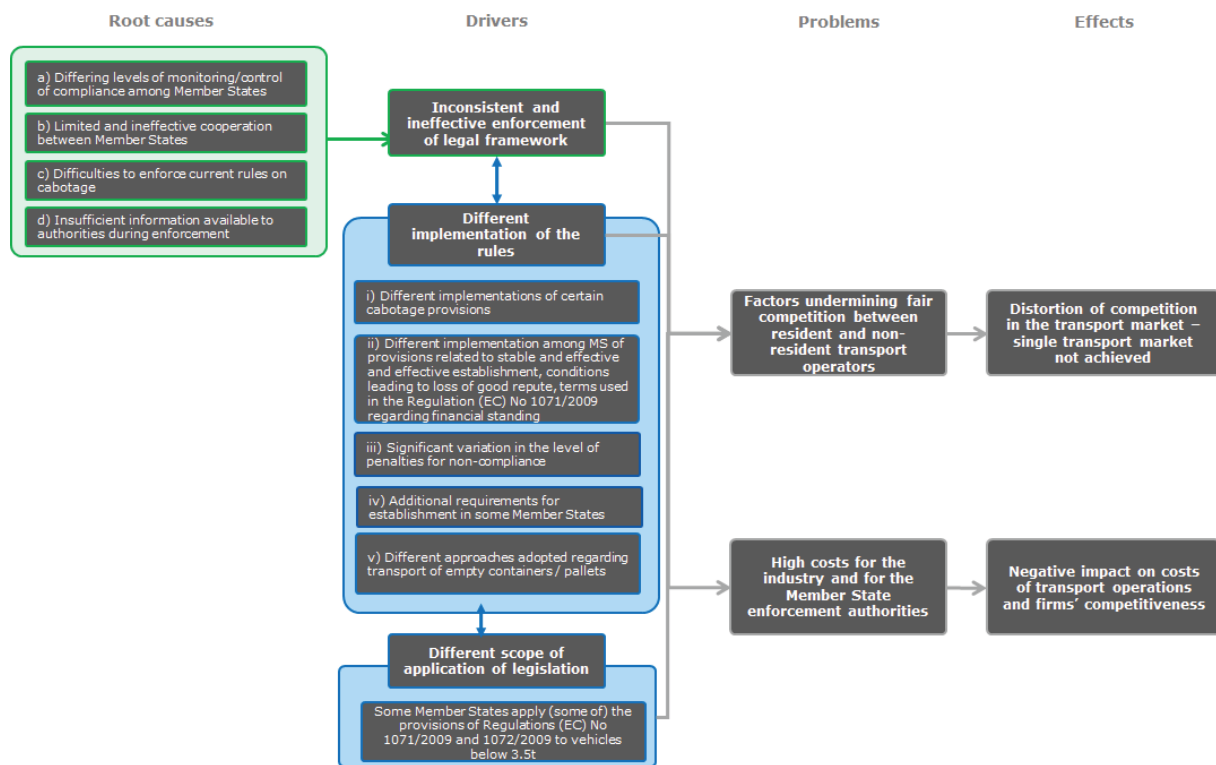 Root causes
Drivers
Problems
Effects
a) Differing levels of monitoring/control
of compliance among Member States
b) Limited and ineffective cooperation
between Member States
c) Difficulties to enforce current rules on
cabotage
d) Insufficient information available to
authorities during enforcement
Inconsistent and
ineffective enforcement
of legal framework
Different
implementation of the
rules
i) Different implementations of certain
cabotage provisions
ii) Different implementation among MS of
of provisions related to stable and effective
and effective establishment, conditions
leading to loss of good repute, terms used
in the Regulation (EC) No 1071/2009
regarding financial standing
iii) Significant variation in the level of
penalties for non-compliance
iv) Additional requirements for
establishment in some Member States
v) Different approaches adopted regarding
transport of empty containers / pallets
Different scope of
application of legislation
Some Member States apply (some of) the
provisions of Regulations (EC) No
1071/2009 and 1072/2009 to vehicles
below 3.5t
Factors undermining fair
competition between
resident and non-
resident transport
operators
Distortion of competition
in the transport market –
single transport market
not achieved
High costs for the
industry and for the
Member State
enforcement authorities
Negative impact on costs
of transport operations
and firms’ competitiveness